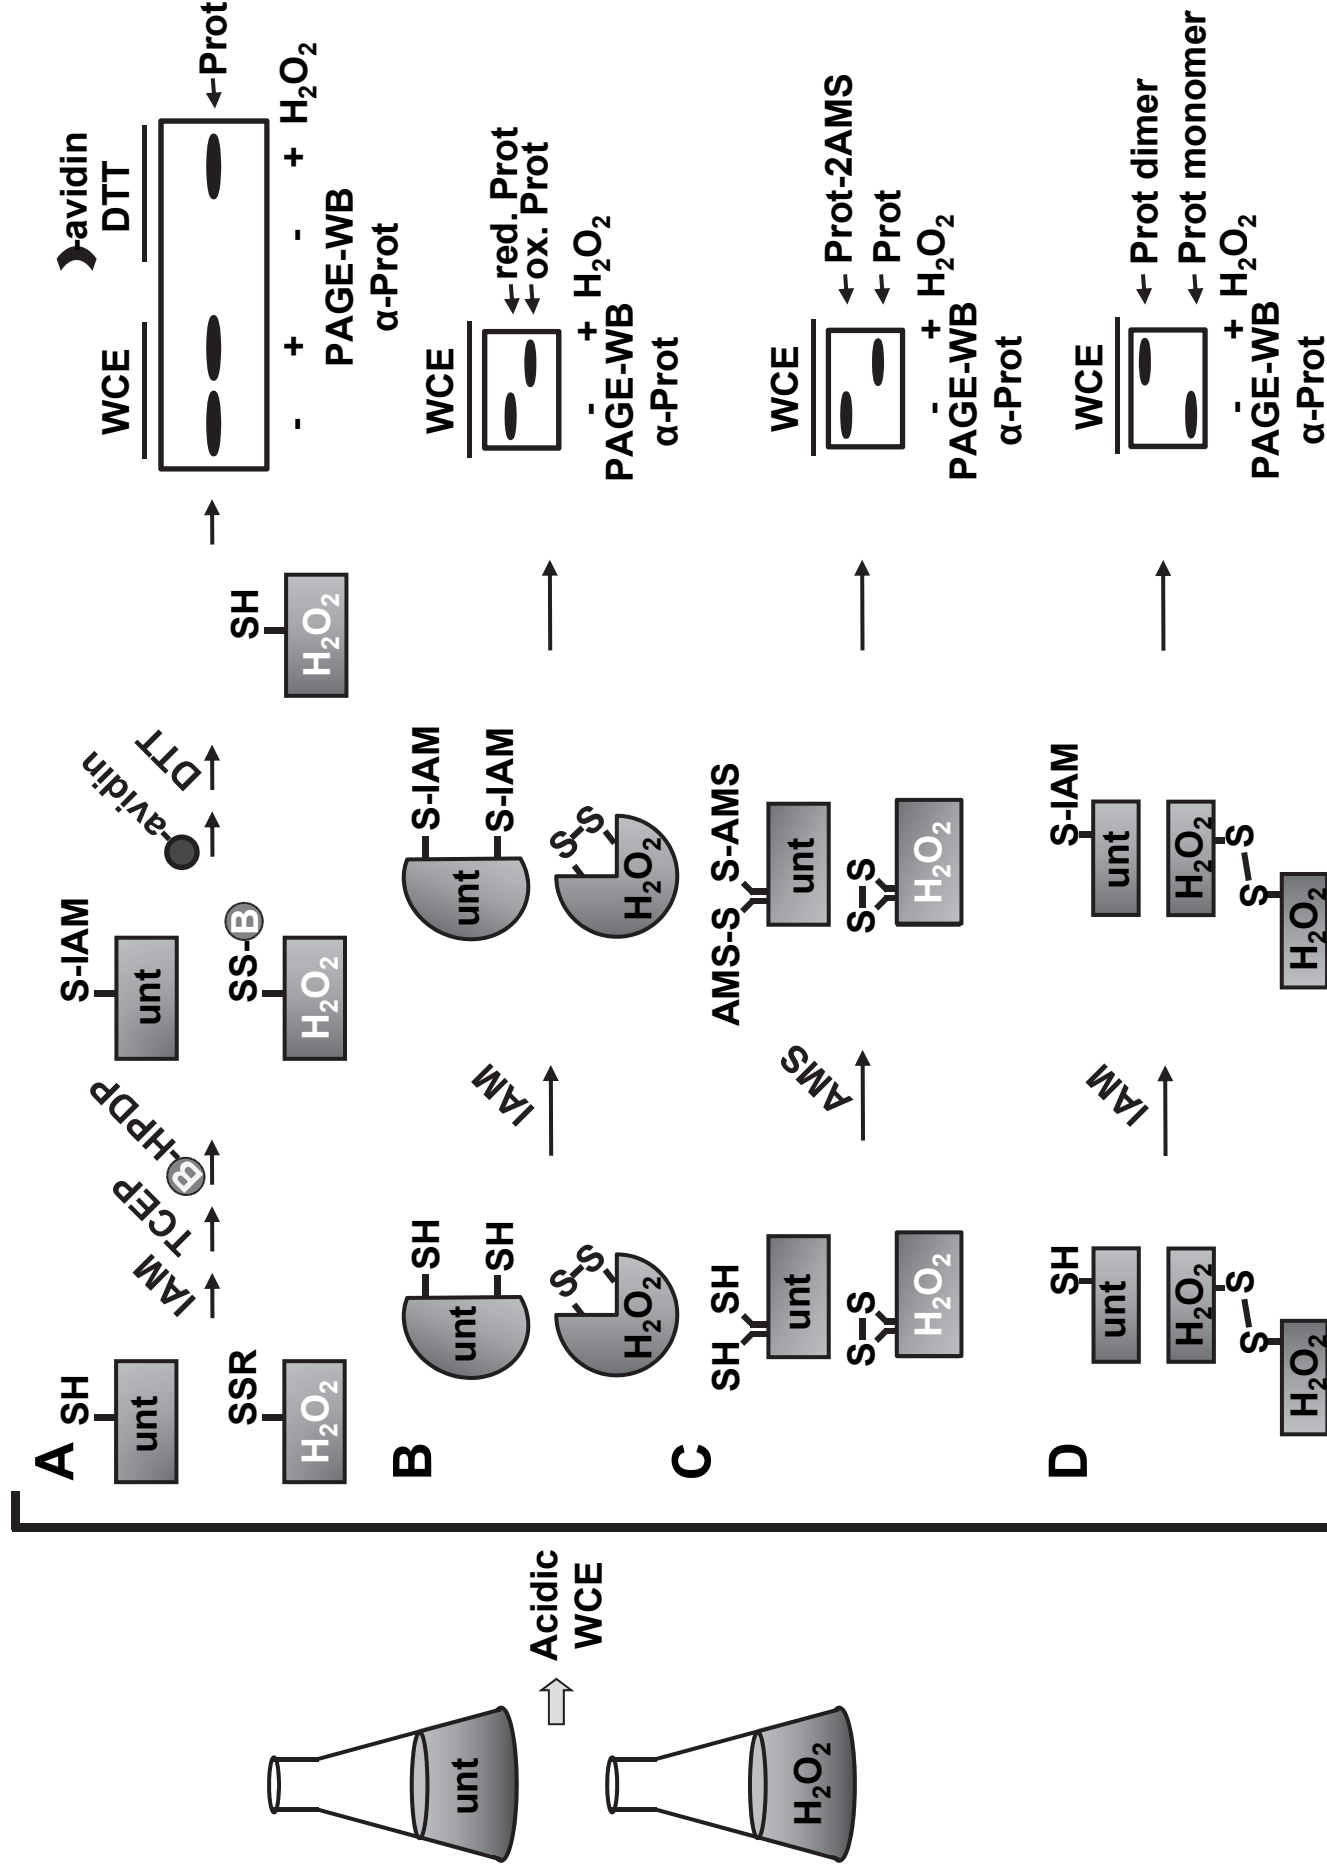 unt
H2O2
Acidic
WCE
A
SH
unt
SSR
H2O2
IAM
TCEP
B-HPDP
S-IAM
unt
SS-B
H2O2
-avidin
DTT
SH
H2O2
WCE
-avidin
DTT
Prot
- + - + H2O2
PAGE-WB
α-Prot
B
unt
SH
SH
H2O2
S-S
IAM
unt
S-IAM
S-IAM
H2O2
S-S
WCE
red. Prot
ox. Prot
- + H2O2
PAGE-WB
α-Prot
C
SH SH
unt
S-S
H2O2
AMS
AMS-S S-AMS
unt
S-S
H2O2
WCE
Prot-2AMS
Prot
- + H2O2
PAGE-WB
α-Prot
D
SH
unt
H2O2
S-S
H2O2
IAM
S-IAM
unt
H2O2
S-S
H2O2
WCE
Prot dimer
Prot monomer
- + H2O2
PAGE-WB
α-Prot